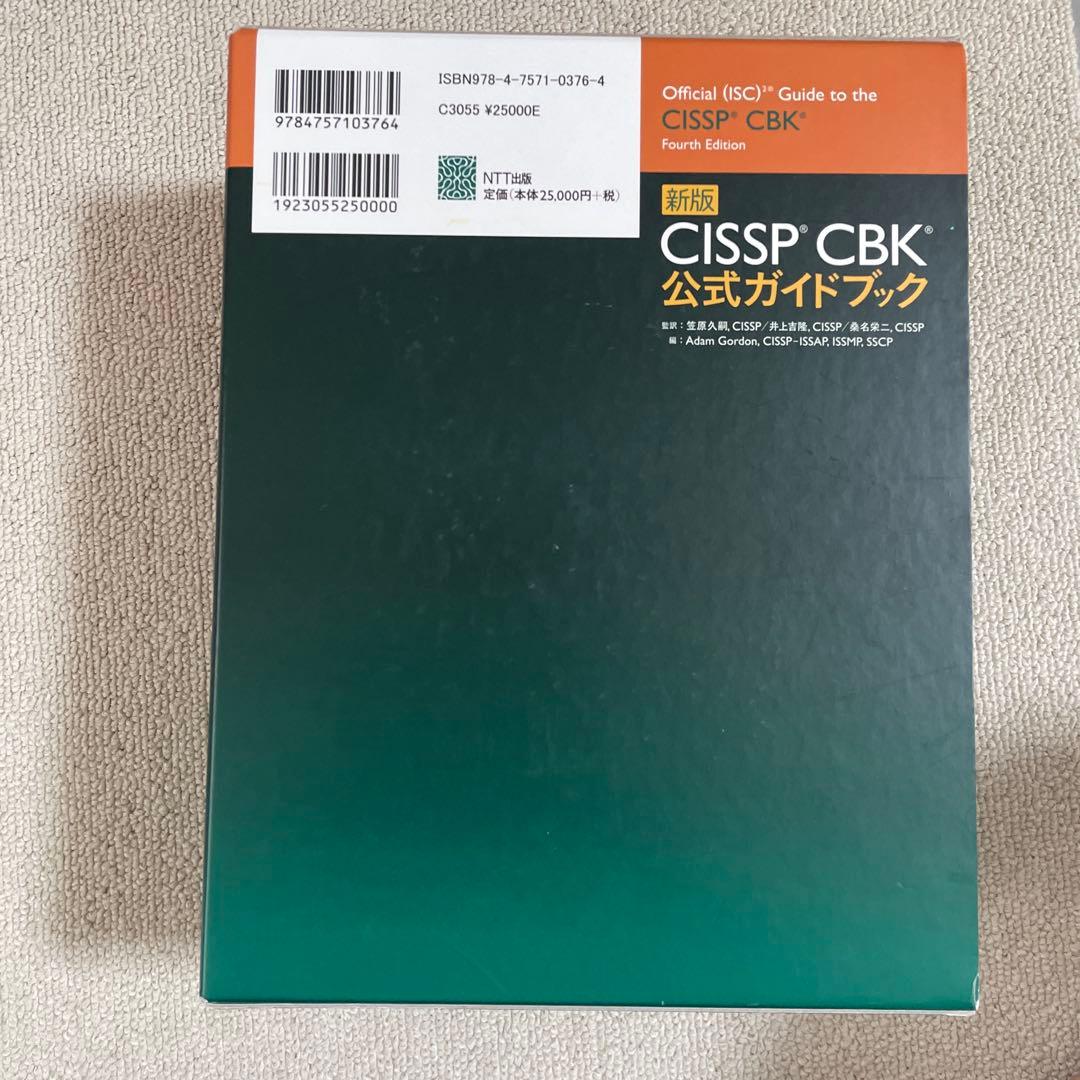 ISBN978-4-7571-0376-4
C3055 ¥25000E
9784757103764
1923055250000
NTT出版
定価(本体25,000円+税)
Official (ISC)²® Guide to the
CISSP® CBK®
Fourth Edition
新版
CISSP® CBK®
公式ガイドブック
監訳:笠原久嗣, CISSP/井上吉隆, CISSP/桑名栄二, CISSP
編:Adam Gordon, CISSP-ISSAP, ISSMP, SSCP